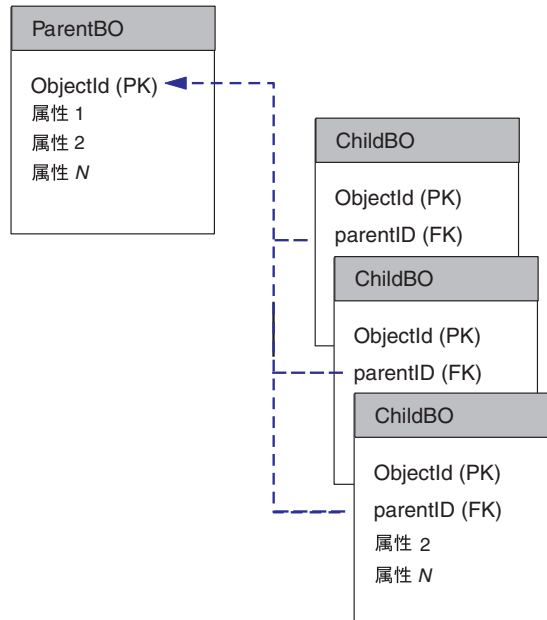 ParentBO
ObjectId (PK)
属性 1
属性 2
属性 N
ChildBO
ObjectId (PK)
parentID (FK)
ChildBO
ObjectId (PK)
parentID (FK)
ChildBO
ObjectId (PK)
parentID (FK)
属性 2
属性 N